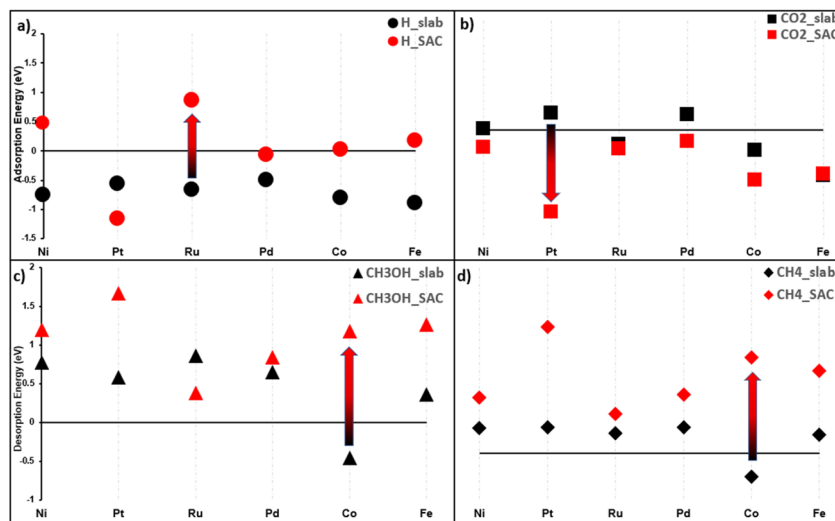 a)
H_slab
H_SAC
Adsorption Energy (eV)
2
1.5
1
0.5
0
-0.5
-1
-1.5
Ni Pt Ru Pd Co Fe
b)
CO2_slab
CO2_SAC
Ni Pt Ru Pd Co Fe
c)
CH3OH_slab
CH3OH_SAC
Desorption Energy (eV)
2
1.5
1
0.5
0
-0.5
-1
Ni Pt Ru Pd Co Fe
d)
CH4_slab
CH4_SAC
Ni Pt Ru Pd Co Fe